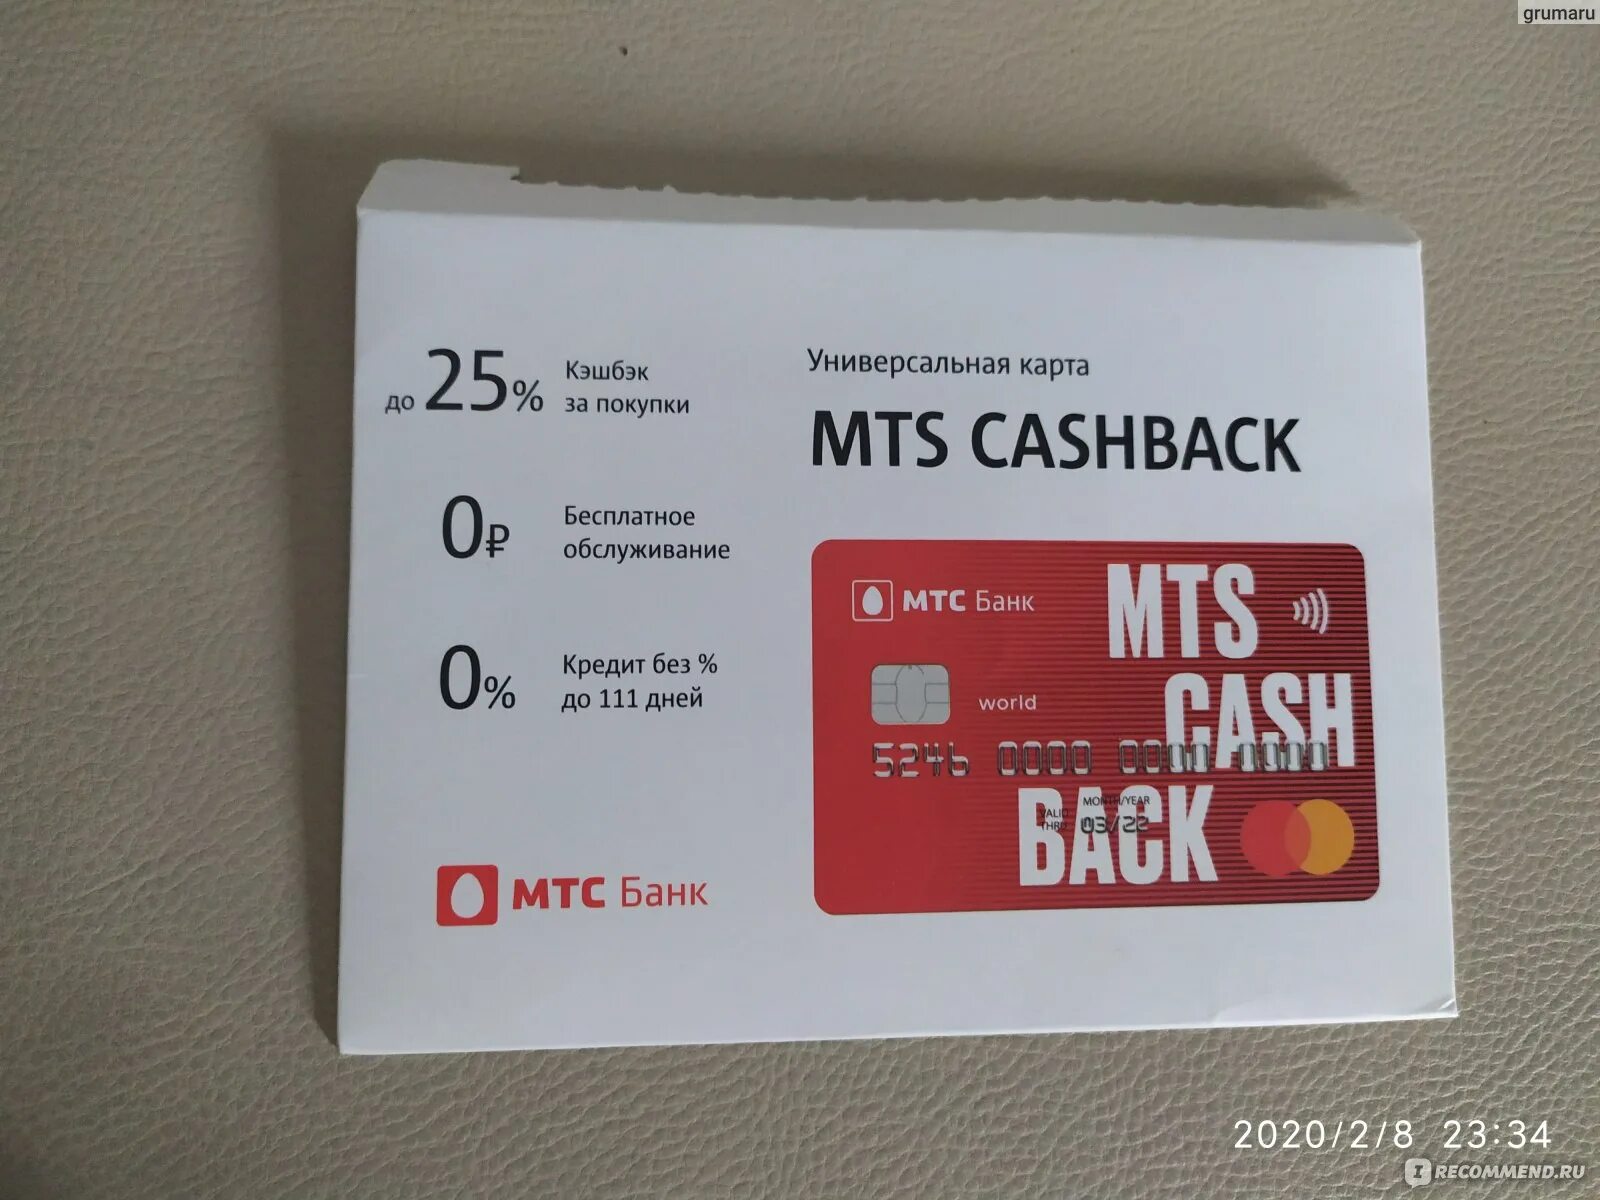 grumaru
до 25% Кэшбэк
за покупки
0₽ Бесплатное
обслуживание
0% Кредит без %
до 111 дней
МТС Банк
Универсальная карта
MTS CASHBACK
МТС Банк
MTS
CASH
BACK
world
5246 0000 0000 0000
MONTH/YEAR
VALID
THRU 03/22
2020/2/8 23:34
RECOMMEND.RU